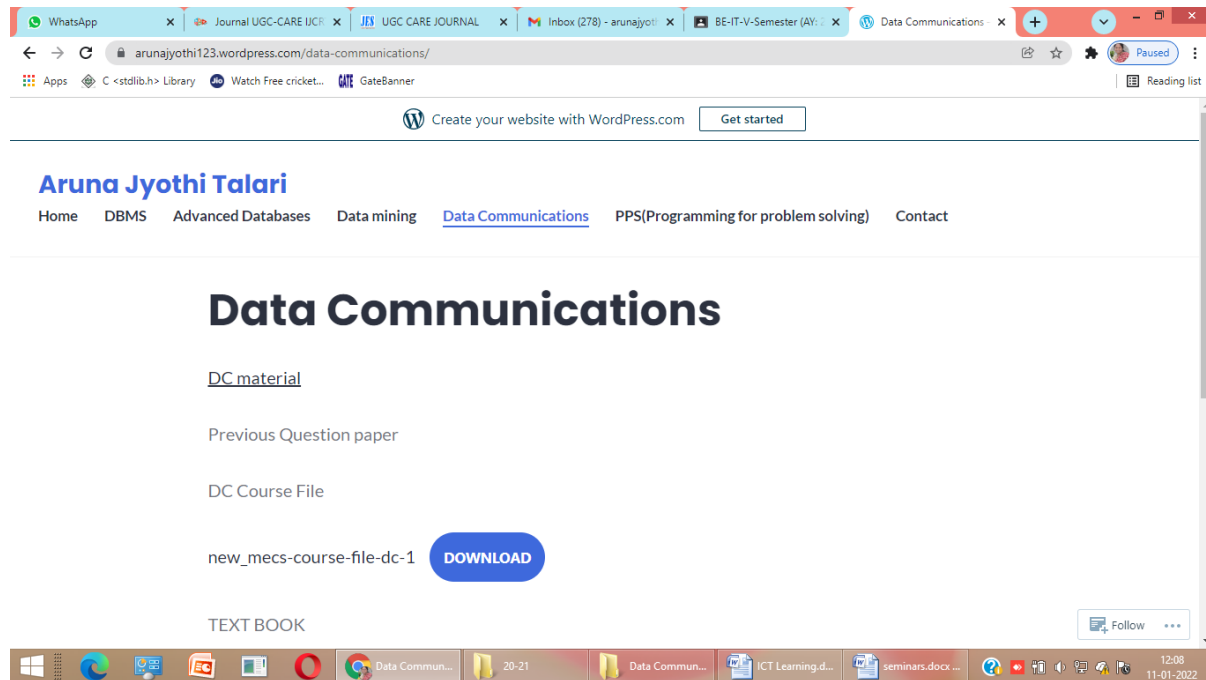 WhatsApp Journal UGC-CARE IJCR JES UGC CARE JOURNAL Inbox (278) - arunajyoti BE-IT-V-Semester (AY: 2 Data Communications -
arunajyothi123.wordpress.com/data-communications/ Paused
Apps C <stdlib.h> Library Jio Watch Free cricket... GATE GateBanner Reading list
Create your website with WordPress.com Get started
Aruna Jyothi Talari
Home DBMS Advanced Databases Data mining Data Communications PPS(Programming for problem solving) Contact
Data Communications
DC material
Previous Question paper
DC Course File
new_mecs-course-file-dc-1 DOWNLOAD
TEXT BOOK
Follow
Data Commun... 20-21 Data Commun... ICT Learning.d... seminars.docx ... 12:08
11-01-2022